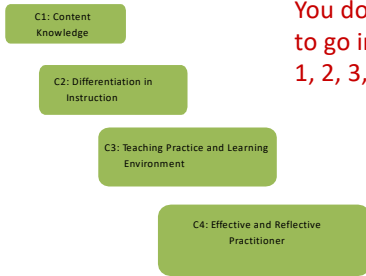 C1: Content
Knowledge
You do
to go i
1, 2, 3,
C2: Differentiation in
Instruction
C3: Teaching Practice and Learning
Environment
C4: Effective and Reflective
Practitioner